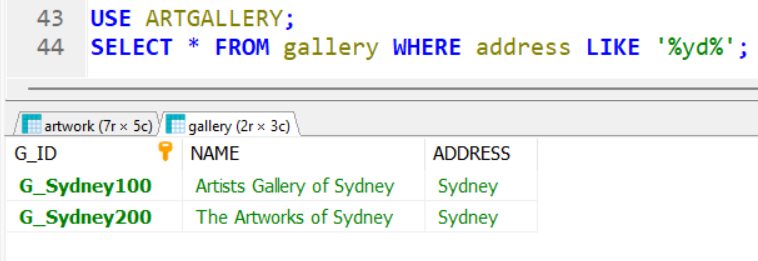 43 USE ARTGALLERY;
44 SELECT * FROM gallery WHERE address LIKE '%yd%';
artwork (7r × 5c) gallery (2r × 3c)
G_ID NAME ADDRESS
G_Sydney100 Artists Gallery of Sydney Sydney
G_Sydney200 The Artworks of Sydney Sydney